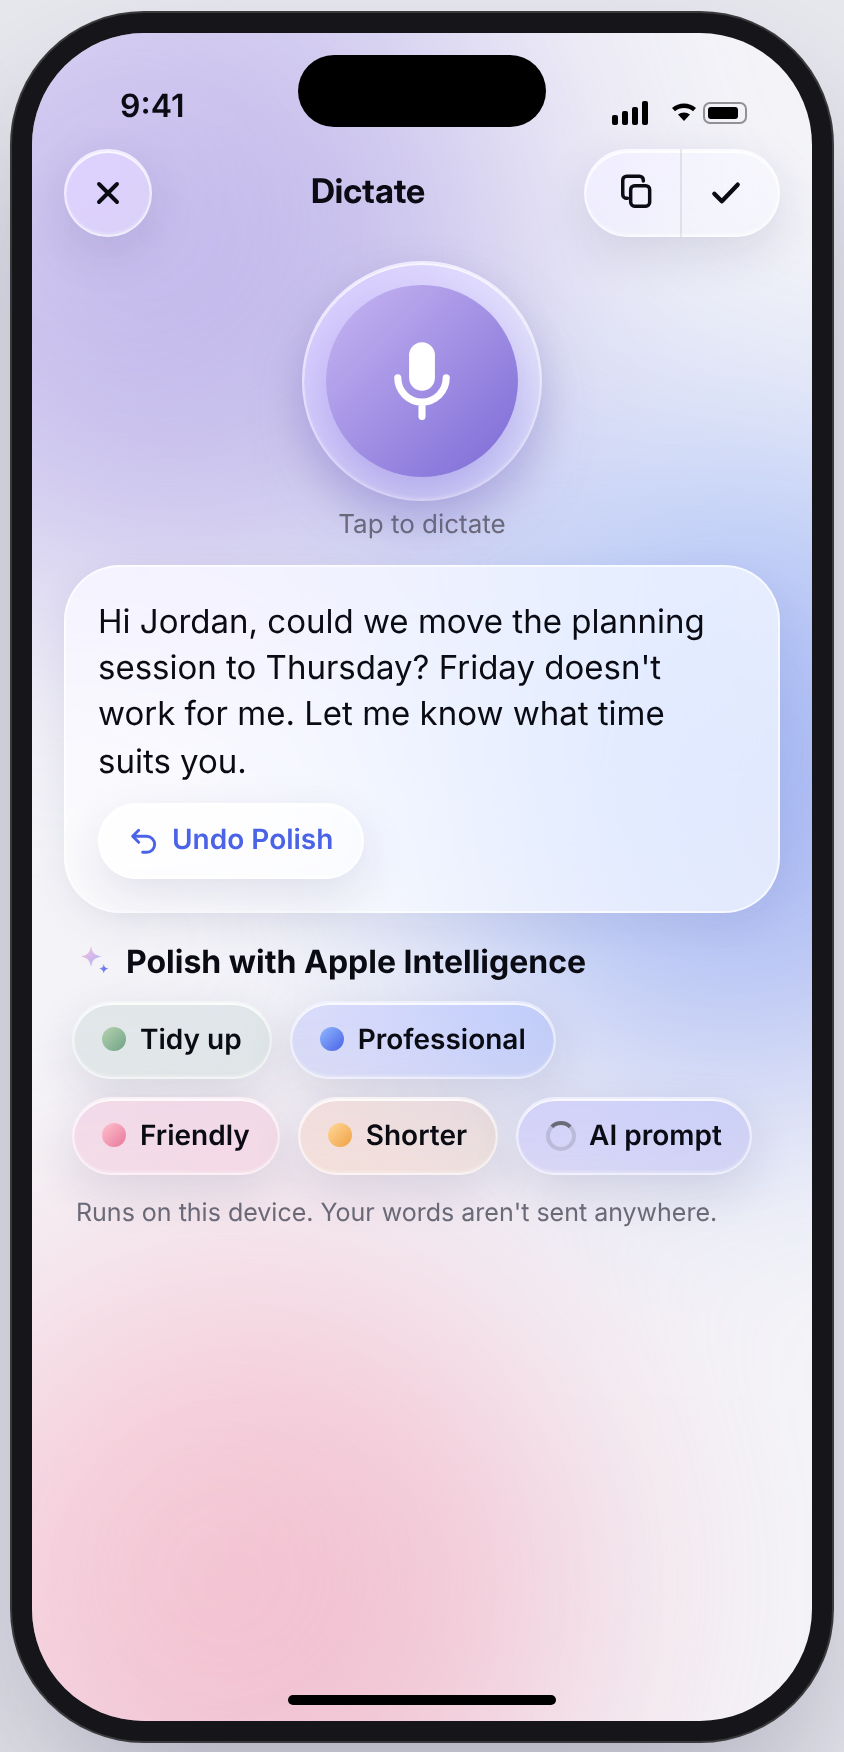 9:41
Dictate
Tap to dictate
Hi Jordan, could we move the planning
session to Thursday? Friday doesn't
work for me. Let me know what time
suits you.
Undo Polish
Polish with Apple Intelligence
Tidy up
Professional
Friendly
Shorter
AI prompt
Runs on this device. Your words aren't sent anywhere.